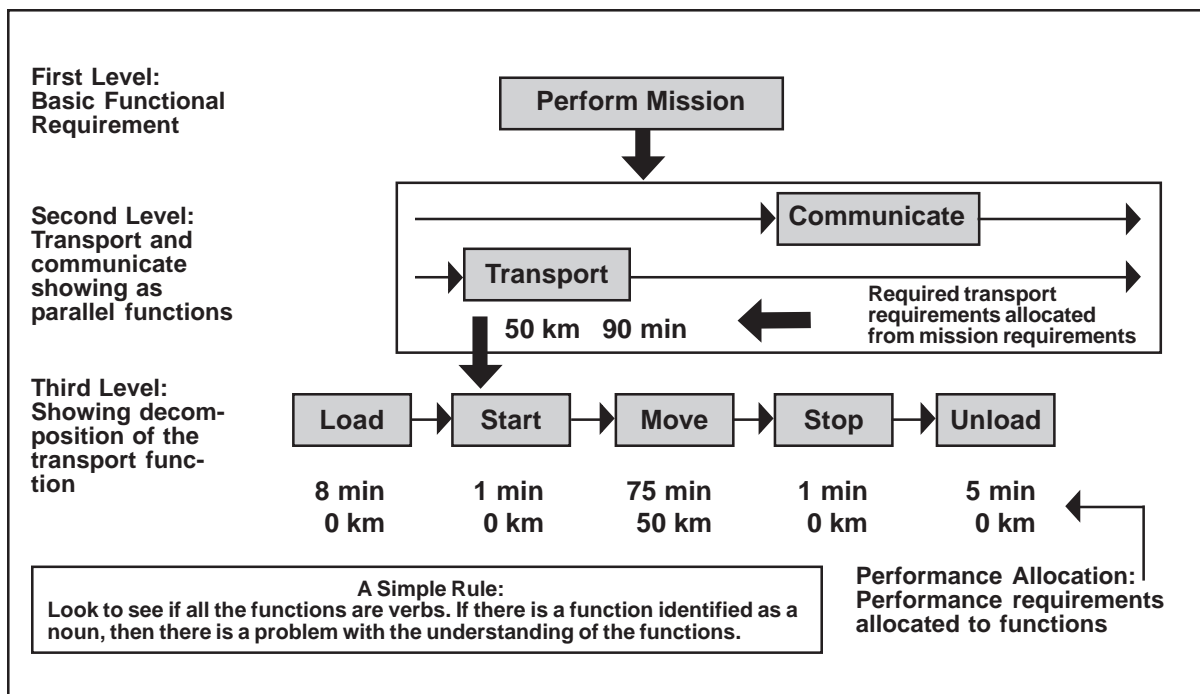 First Level:
Basic Functional
Requirement
Perform Mission
Second Level:
Transport and
communicate
showing as
parallel functions
Communicate
Transport
50 km 90 min
Required transport
requirements allocated
from mission requirements
Third Level:
Showing decom-
position of the
transport func-
tion
Load
Start
Move
Stop
Unload
8 min
0 km
1 min
0 km
75 min
50 km
1 min
0 km
5 min
0 km
Performance Allocation:
Performance requirements
allocated to functions
A Simple Rule:
Look to see if all the functions are verbs. If there is a function identified as a
noun, then there is a problem with the understanding of the functions.